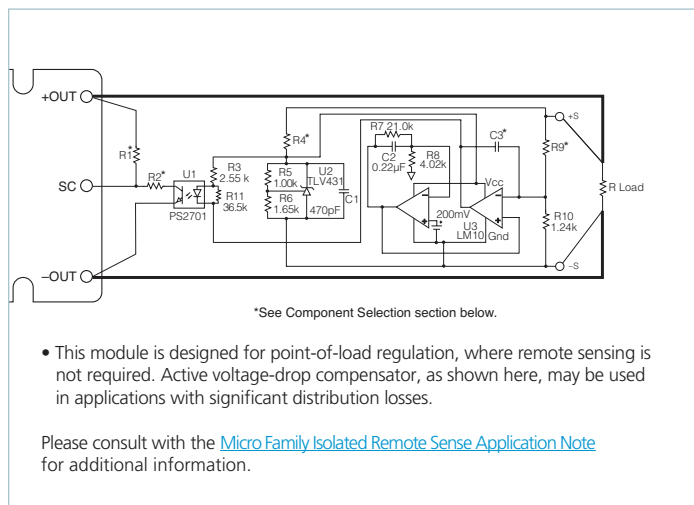 +OUT
R1*
SC
R2*
U1
PS2701
–OUT
R3
2.55 k
R11
36.5k
R4*
R5
1.00k
R6
1.65k
U2
TLV431
470pF
C1
R7 21.0k
C2
0.22µF
R8
4.02k
C3*
Vcc
200mV
U3
LM10 Gnd
+S
R9*
R10
1.24k
–S
R Load
*See Component Selection section below.
• This module is designed for point-of-load regulation, where remote sensing is
not required. Active voltage-drop compensator, as shown here, may be used
in applications with significant distribution losses.
Please consult with the Micro Family Isolated Remote Sense Application Note
for additional information.